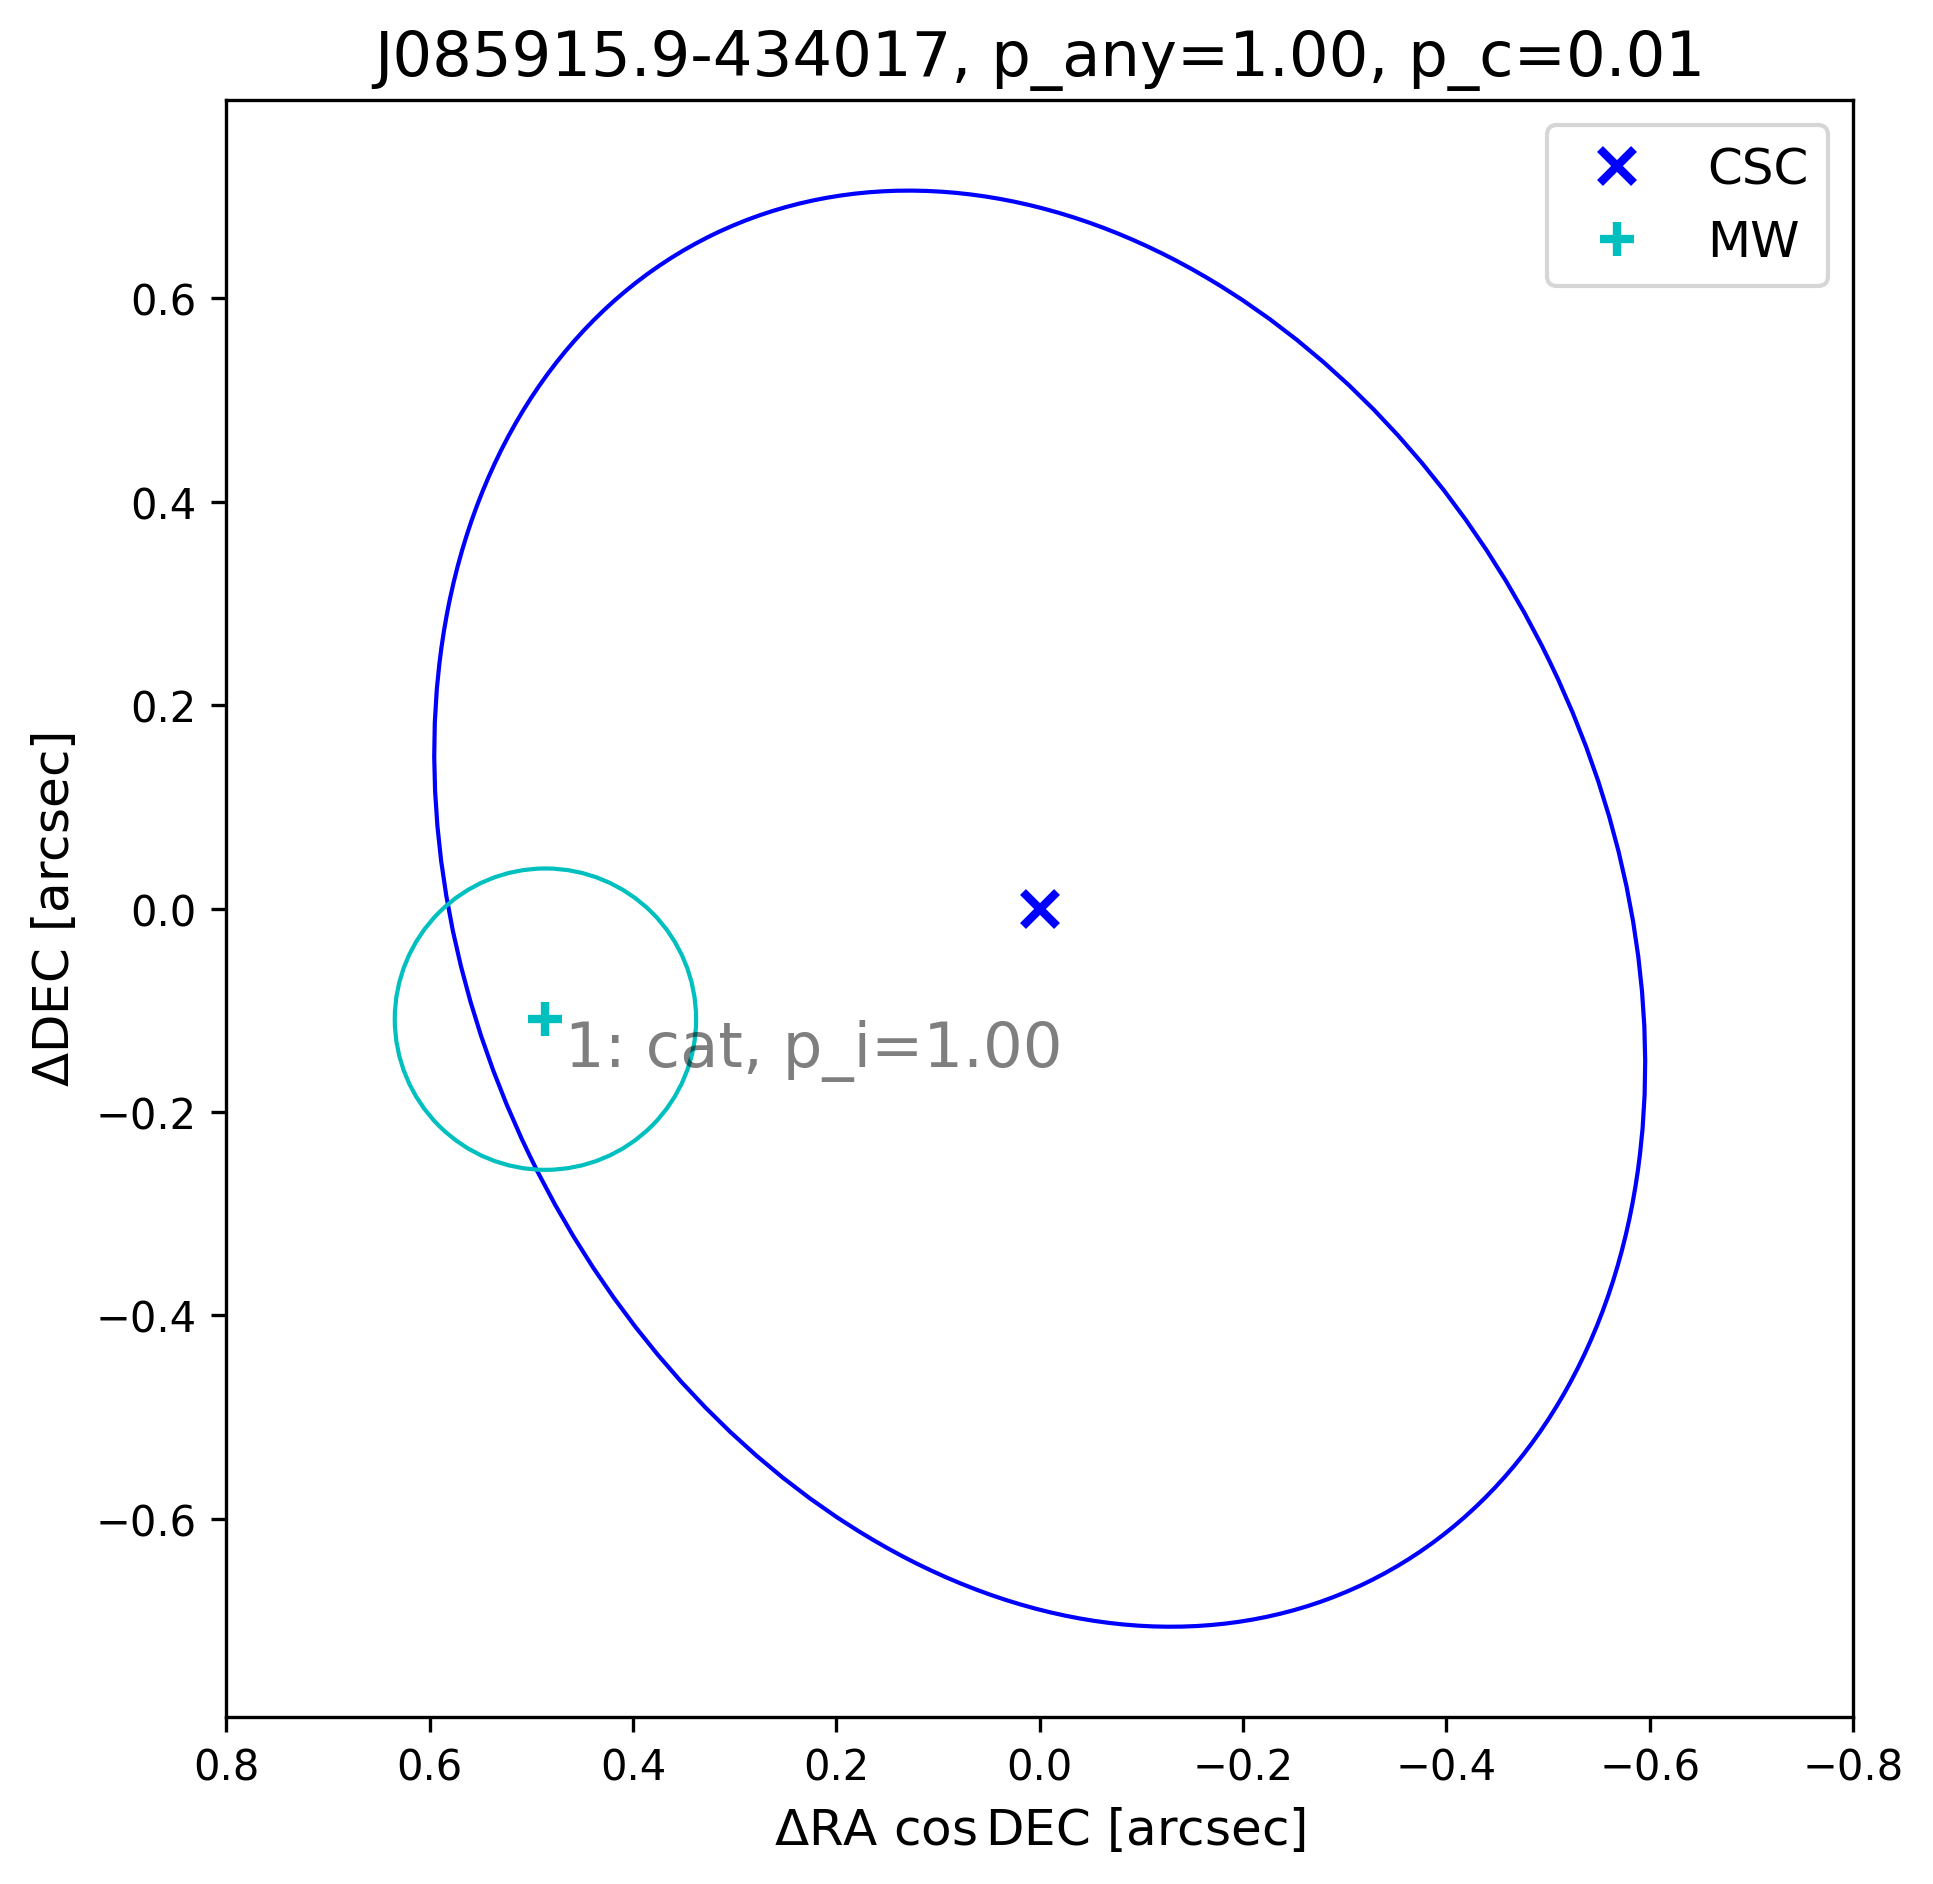 J085915.9-434017, p_any=1.00, p_c=0.01
CSC
MW
0.6
0.4
0.2
0.0
−0.2
−0.4
−0.6
ΔDEC [arcsec]
1: cat, p_i=1.00
0.8 0.6 0.4 0.2 0.0 −0.2 −0.4 −0.6 −0.8
ΔRA cos DEC [arcsec]